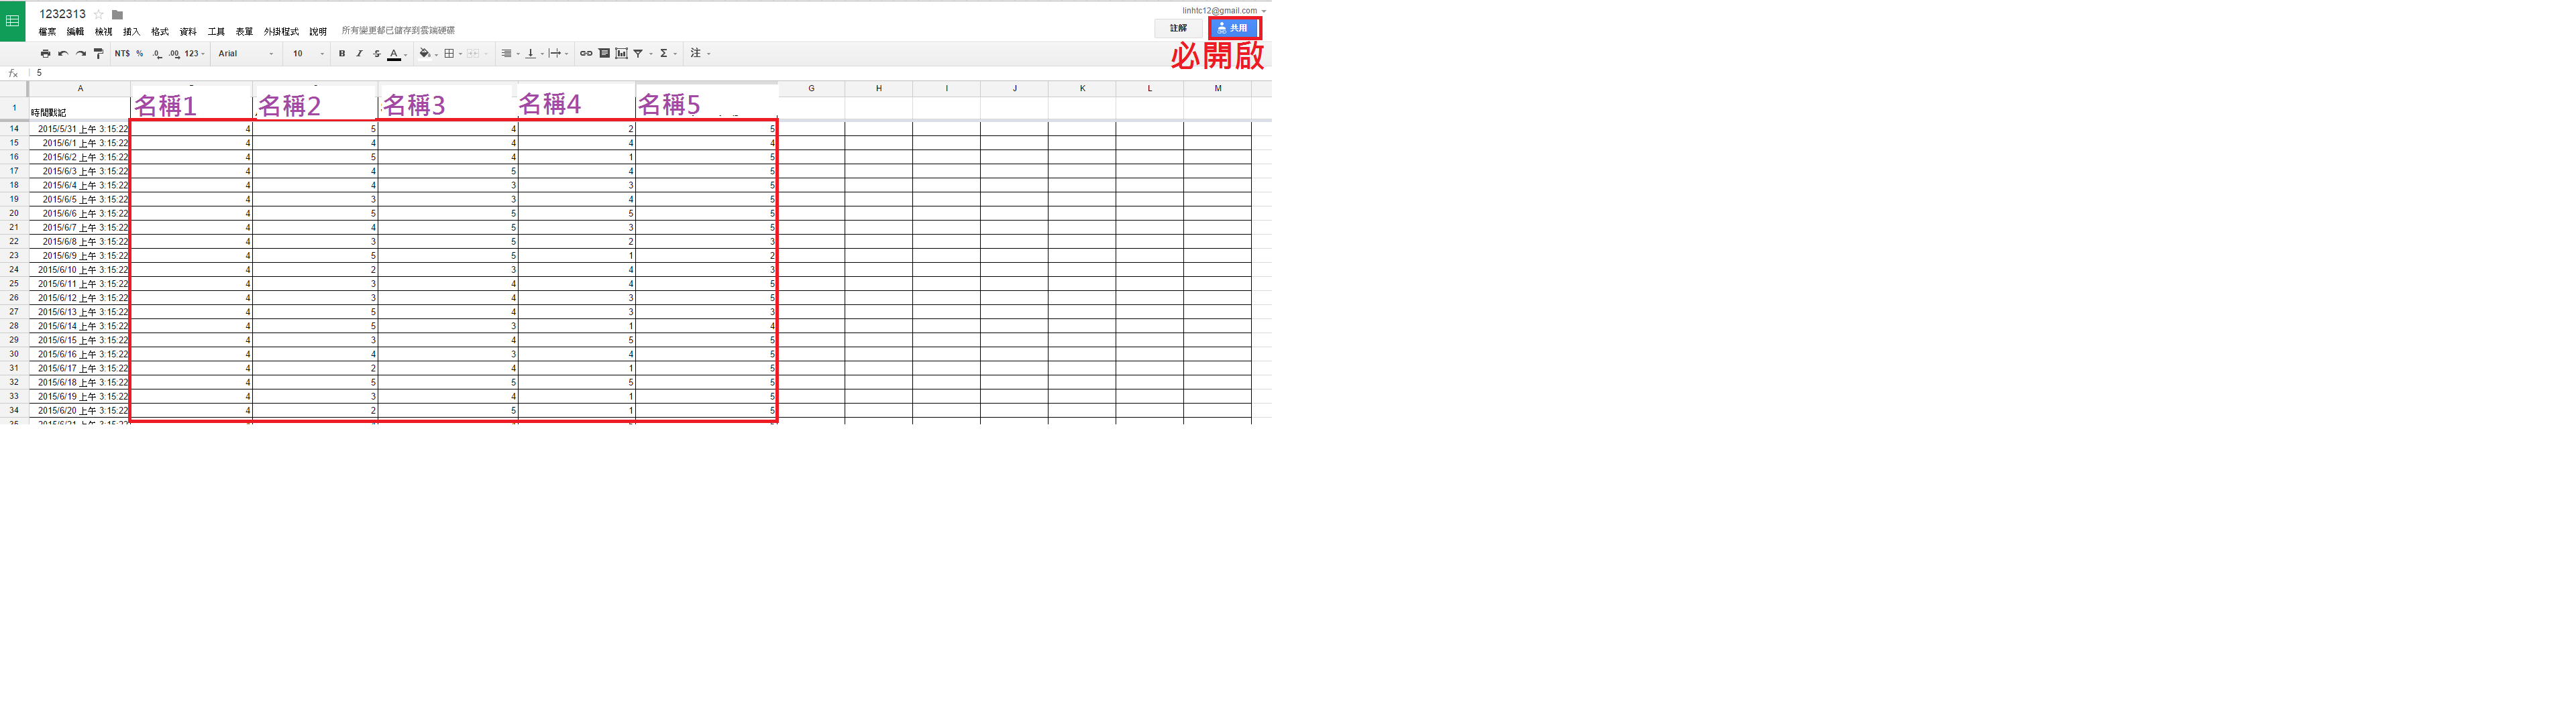 1232313
linhtc12@gmail.com
檔案 編輯 檢視 插入 格式 資料 工具 表單 外掛程式 說明 所有變更都已儲存到雲端硬碟
註解 共用
必開啟
NT$ % .0 .00 123 Arial 10 B I S A Σ 注
fx 5
A G H I J K L M
1 時間戳記 名稱1 名稱2 名稱3 名稱4 名稱5
14 2015/5/31 上午 3:15:22 4 5 4 2 5
15 2015/6/1 上午 3:15:22 4 4 4 4 4
16 2015/6/2 上午 3:15:22 4 5 4 1 5
17 2015/6/3 上午 3:15:22 4 4 5 4 5
18 2015/6/4 上午 3:15:22 4 4 3 3 5
19 2015/6/5 上午 3:15:22 4 3 3 4 5
20 2015/6/6 上午 3:15:22 4 5 5 5 5
21 2015/6/7 上午 3:15:22 4 4 5 3 5
22 2015/6/8 上午 3:15:22 4 3 5 2 3
23 2015/6/9 上午 3:15:22 4 5 5 1 2
24 2015/6/10 上午 3:15:22 4 2 3 4 3
25 2015/6/11 上午 3:15:22 4 3 4 4 5
26 2015/6/12 上午 3:15:22 4 3 4 3 5
27 2015/6/13 上午 3:15:22 4 5 4 3 3
28 2015/6/14 上午 3:15:22 4 5 3 1 4
29 2015/6/15 上午 3:15:22 4 3 4 5 5
30 2015/6/16 上午 3:15:22 4 4 3 4 5
31 2015/6/17 上午 3:15:22 4 2 4 1 5
32 2015/6/18 上午 3:15:22 4 5 5 5 5
33 2015/6/19 上午 3:15:22 4 3 4 1 5
34 2015/6/20 上午 3:15:22 4 2 5 1 5
35 2015/6/21 上午 3:15:22